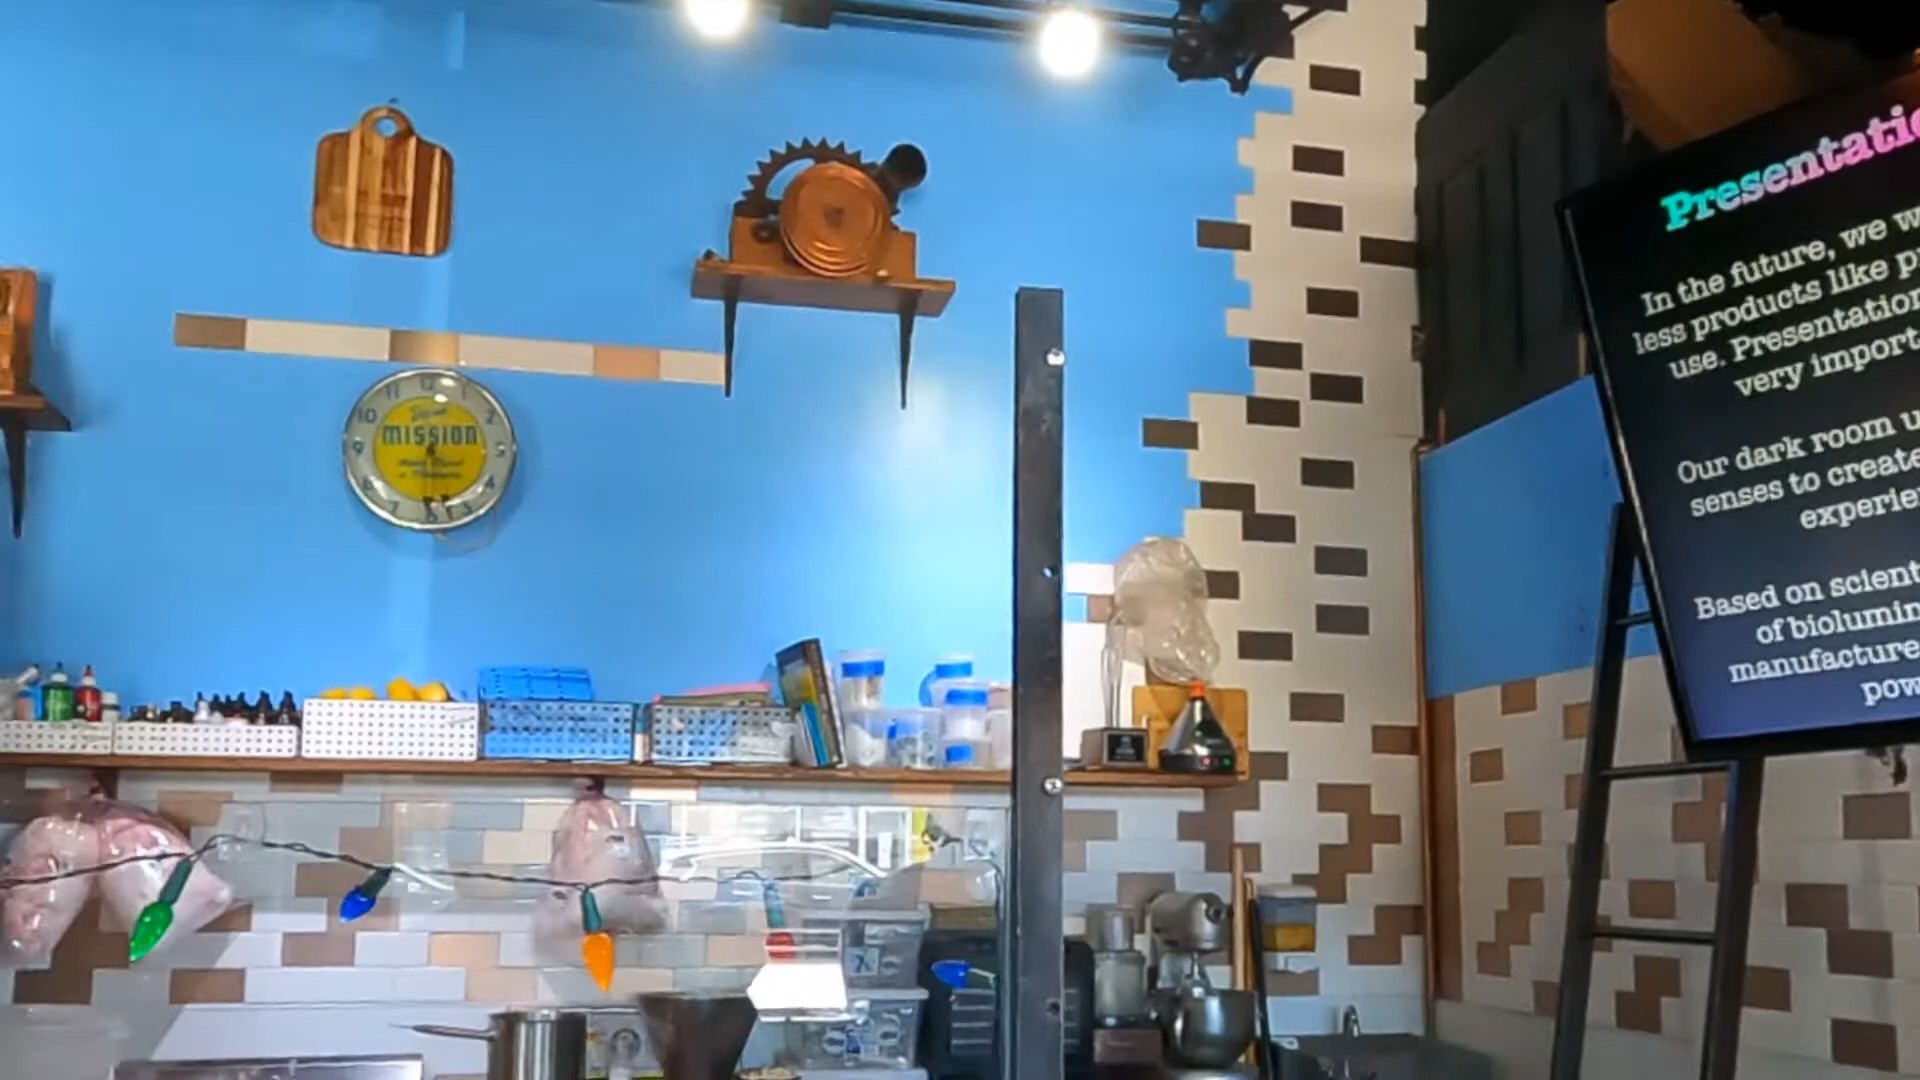 MISSION
Presentatio
In the future, we w
less products like p
use. Presentation
very import
Our dark room u
senses to create
experie
Based on scient
of biolumin
manufacture
pow